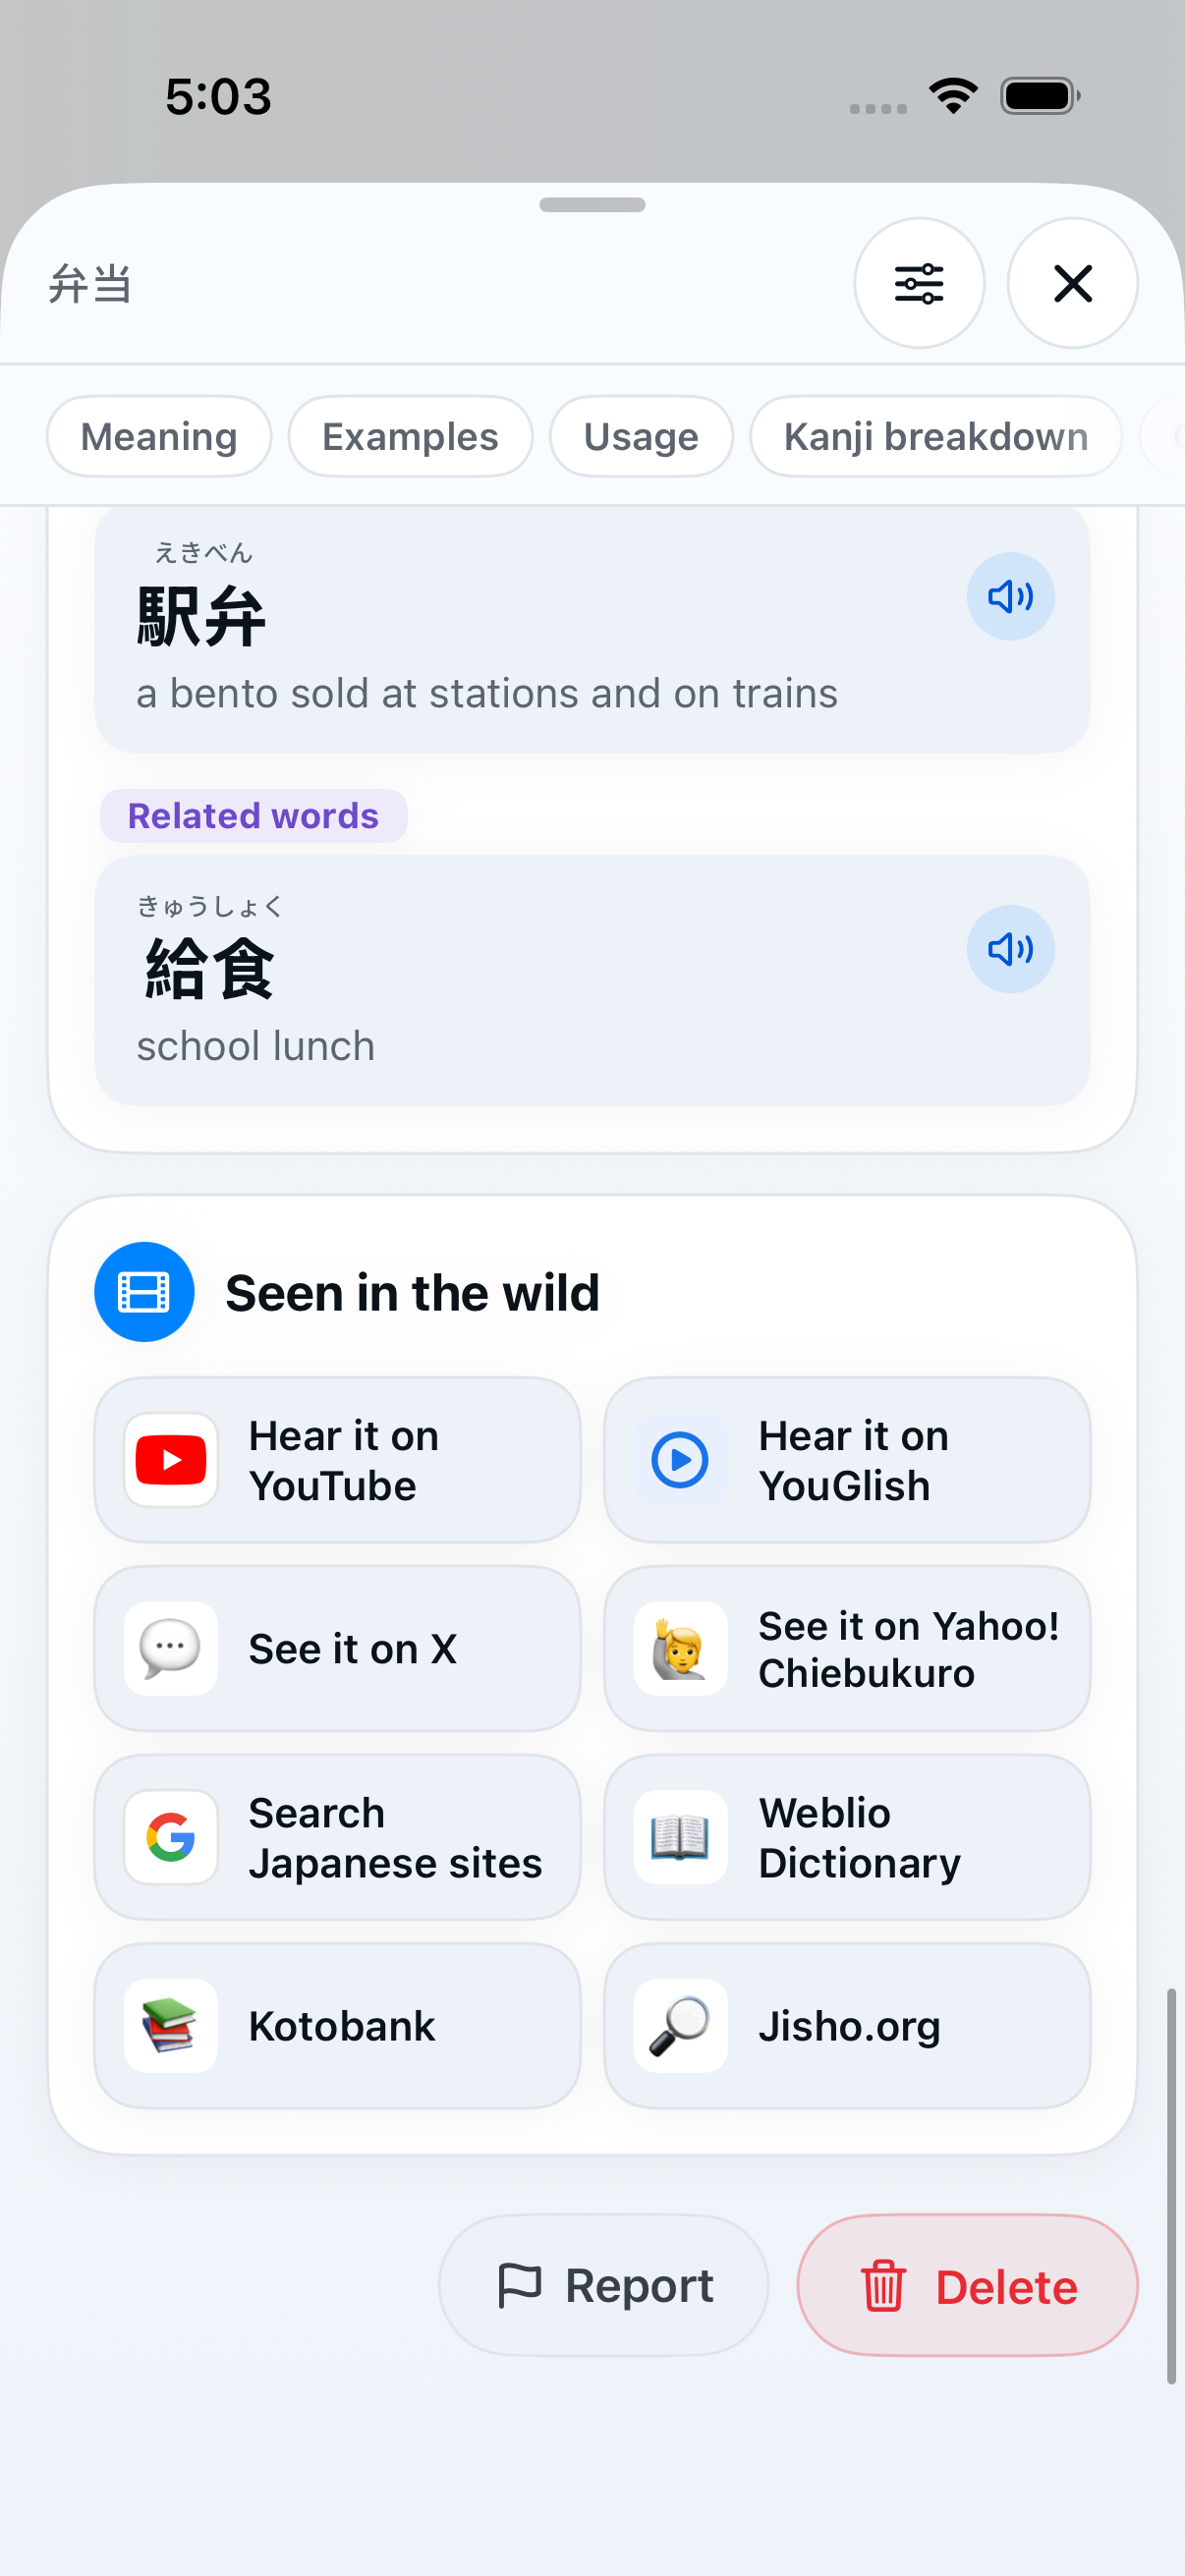 5:03
弁当
Meaning
Examples
Usage
Kanji breakdown
えきべん
駅弁
a bento sold at stations and on trains
Related words
きゅうしょく
給食
school lunch
Seen in the wild
Hear it on
YouTube
Hear it on
YouGlish
See it on X
See it on Yahoo!
Chiebukuro
Search
Japanese sites
Weblio
Dictionary
Kotobank
Jisho.org
Report
Delete